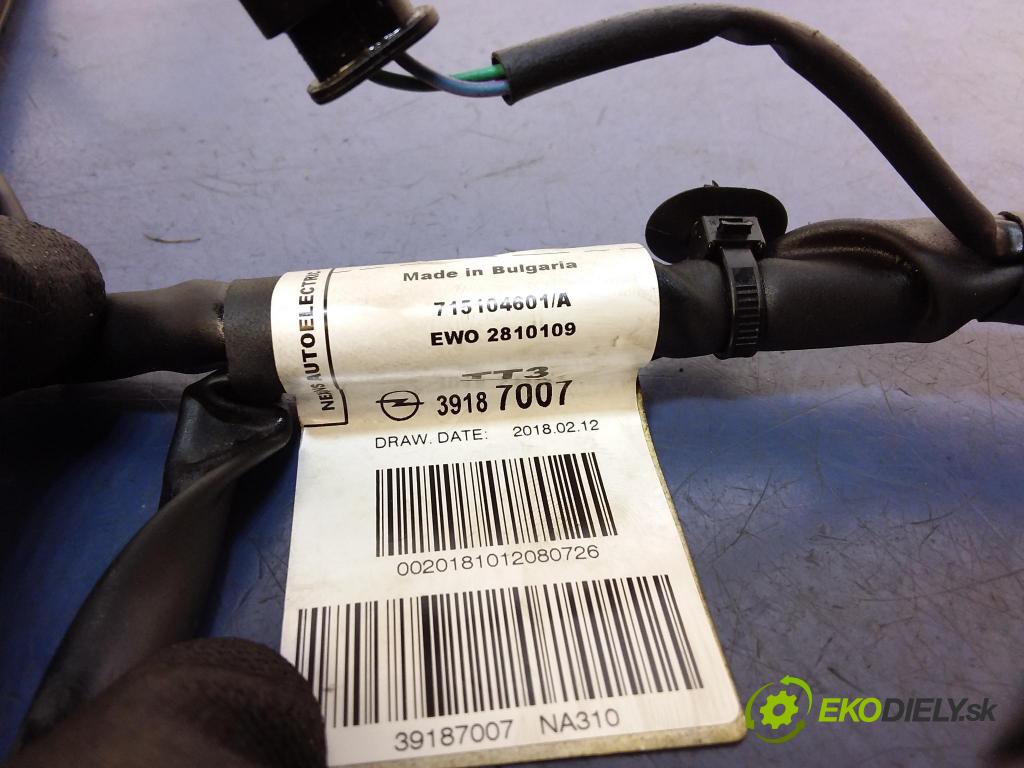 Made in Bulgaria
715104601/A
EWO 2810109
TT3
AUTOELECTRIC
3918 7007
DRAW. DATE: 2018.02.12
0020181012080726
39187007 NA310
EKODIELY.sk